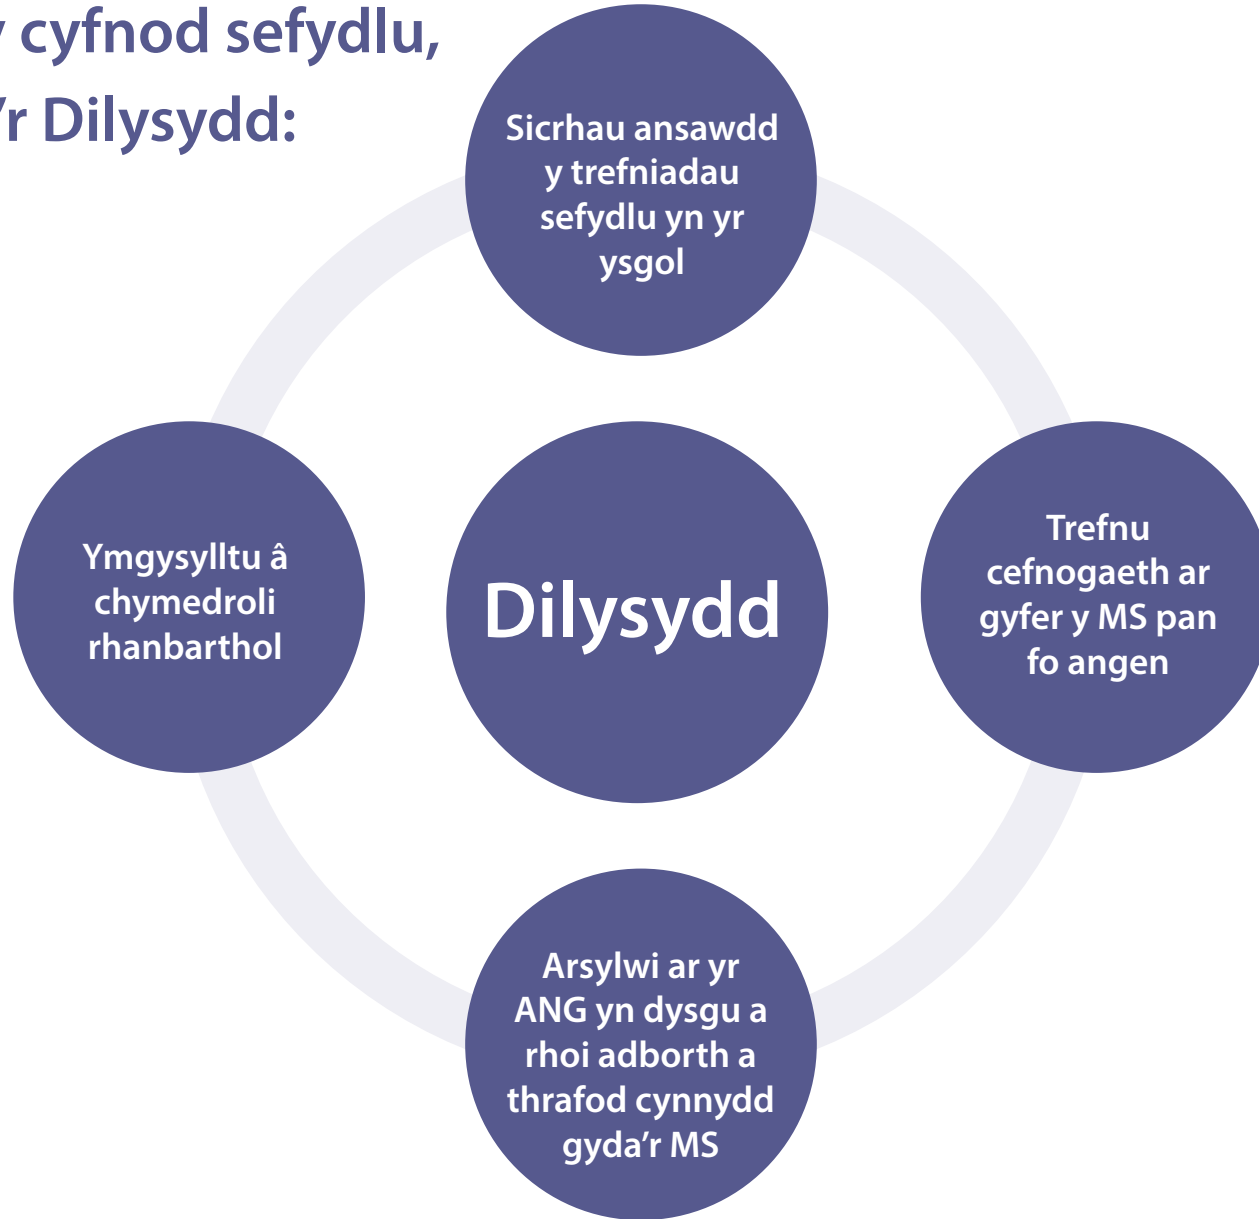 y cyfnod sefydlu,
'r Dilysydd:
Sicrhau ansawdd
y trefniadau
sefydlu yn yr
ysgol
Trefnu
cefnogaeth ar
gyfer y MS pan
fo angen
Dilysydd
Ymgysylltu â
chymedroli
rhanbarthol
Arsylwi ar yr
ANG yn dysgu a
rhoi adborth a
thrafod cynnydd
gyda’r MS